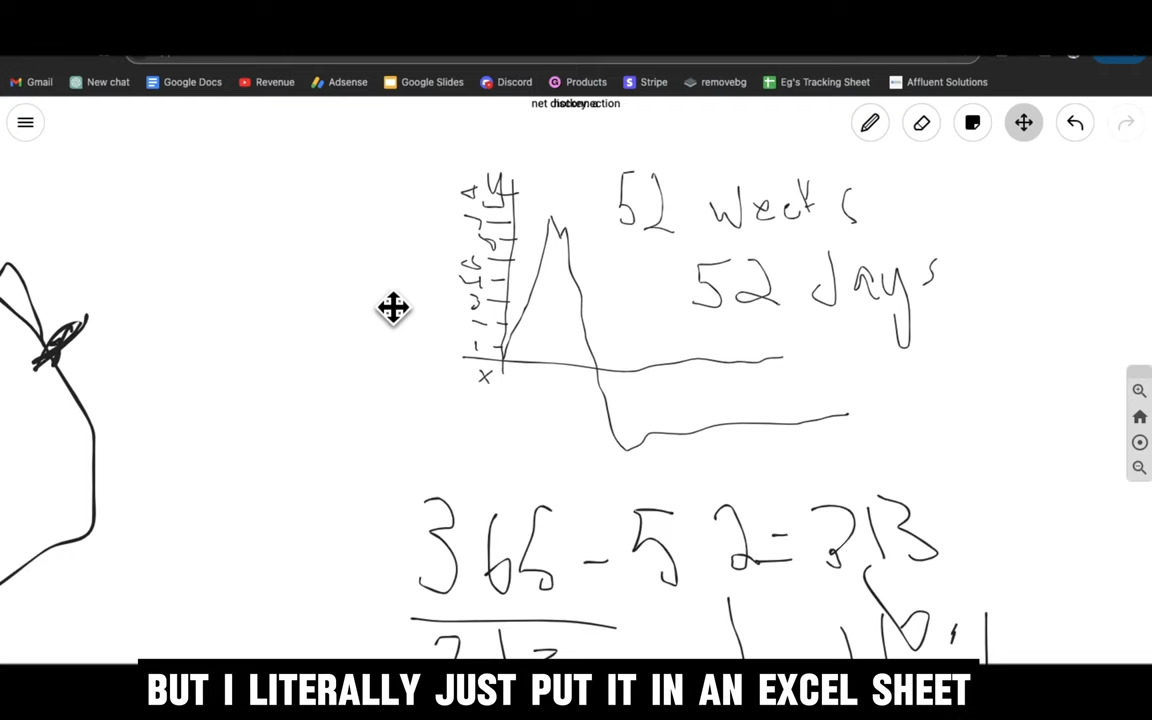 Gmail New chat Google Docs Revenue Adsense Google Slides Discord Products Stripe removebg Eg's Tracking Sheet Affluent Solutions
52 weeks
52 days
y
x
365 - 52 = 313
BUT I LITERALLY JUST PUT IT IN AN EXCEL SHEET